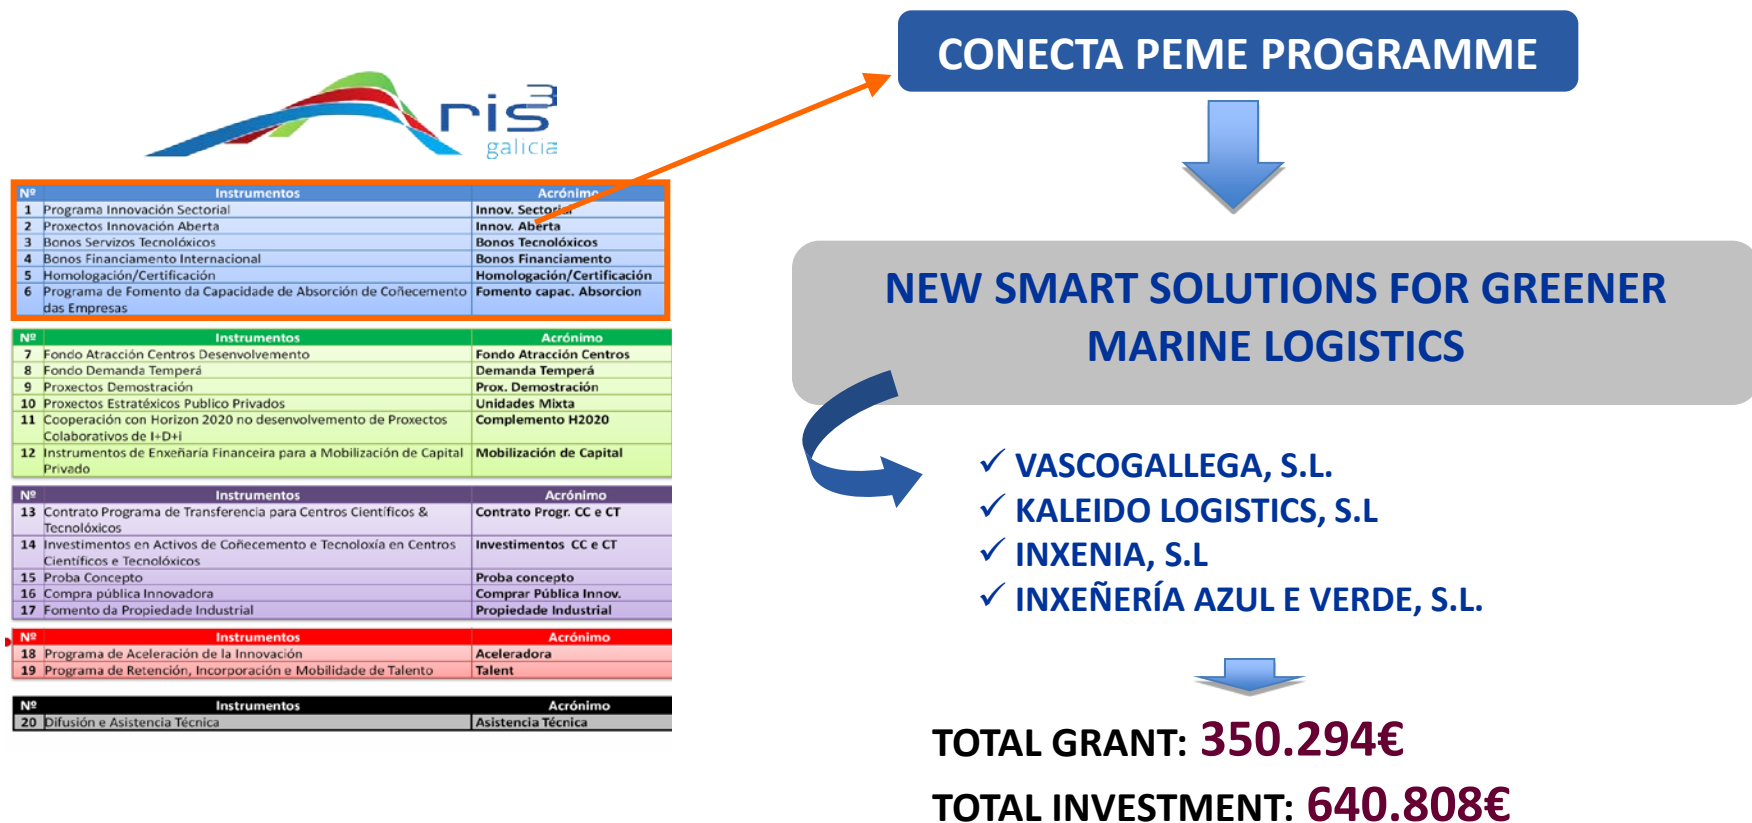 ris3
galicia
Nº Instrumentos Acrónimo
1 Programa Innovación Sectorial Innov. Sectorial
2 Proxectos Innovación Aberta Innov. Aberta
3 Bonos Servizos Tecnolóxicos Bonos Tecnolóxicos
4 Bonos Financiamento Internacional Bonos Financiamento
5 Homologación/Certificación Homologación/Certificación
6 Programa de Fomento da Capacidade de Absorción de Coñecemento Fomento capac. Absorcion
das Empresas
Nº Instrumentos Acrónimo
7 Fondo Atracción Centros Desenvolvemento Fondo Atracción Centros
8 Fondo Demanda Temperá Demanda Temperá
9 Proxectos Demostración Prox. Demostración
10 Proxectos Estratéxicos Publico Privados Unidades Mixta
11 Cooperación con Horizon 2020 no desenvolvemento de Proxectos Complemento H2020
Colaborativos de I+D+i
12 Instrumentos de Enxeñaría Financeira para a Mobilización de Capital Mobilización de Capital
Privado
Nº Instrumentos Acrónimo
13 Contrato Programa de Transferencia para Centros Científicos & Contrato Progr. CC e CT
Tecnolóxicos
14 Investimentos en Activos de Coñecemento e Tecnoloxía en Centros Investimentos CC e CT
Científicos e Tecnolóxicos
15 Proba Concepto Proba concepto
16 Compra pública Innovadora Comprar Pública Innov.
17 Fomento da Propiedade Industrial Propiedade Industrial
Nº Instrumentos Acrónimo
18 Programa de Aceleración de la Innovación Aceleradora
19 Programa de Retención, Incorporación e Mobilidade de Talento Talent
Nº Instrumentos Acrónimo
20 Difusión e Asistencia Técnica Asistencia Técnica
CONECTA PEME PROGRAMME
NEW SMART SOLUTIONS FOR GREENER
MARINE LOGISTICS
✓ VASCOGALLEGA, S.L.
✓ KALEIDO LOGISTICS, S.L
✓ INXENIA, S.L
✓ INXEÑERÍA AZUL E VERDE, S.L.
TOTAL GRANT: 350.294€
TOTAL INVESTMENT: 640.808€